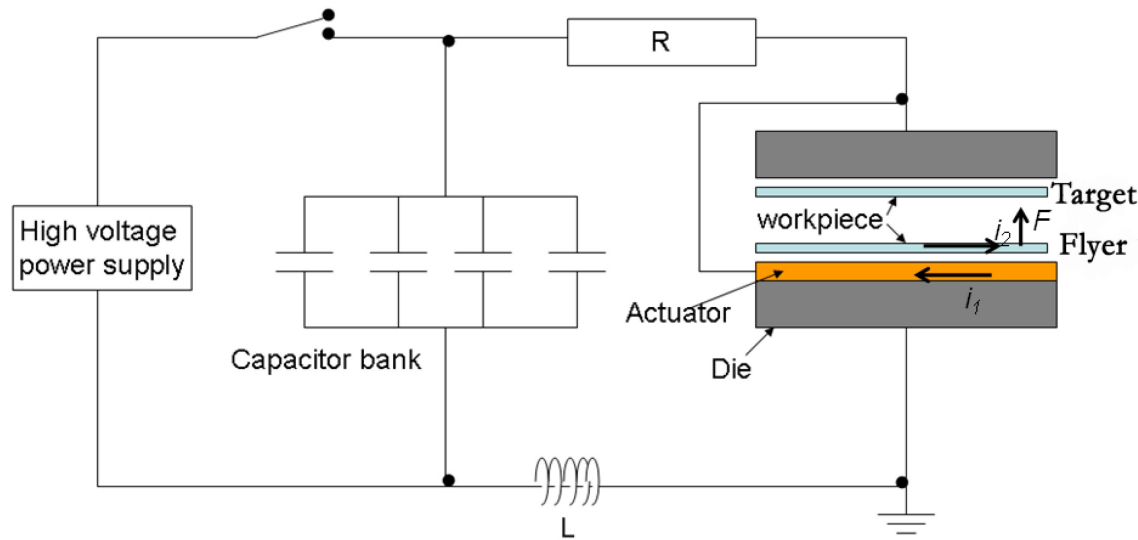 R
High voltage
power supply
Target
workpiece
F
i2
Flyer
Actuator
i1
Capacitor bank
Die
L